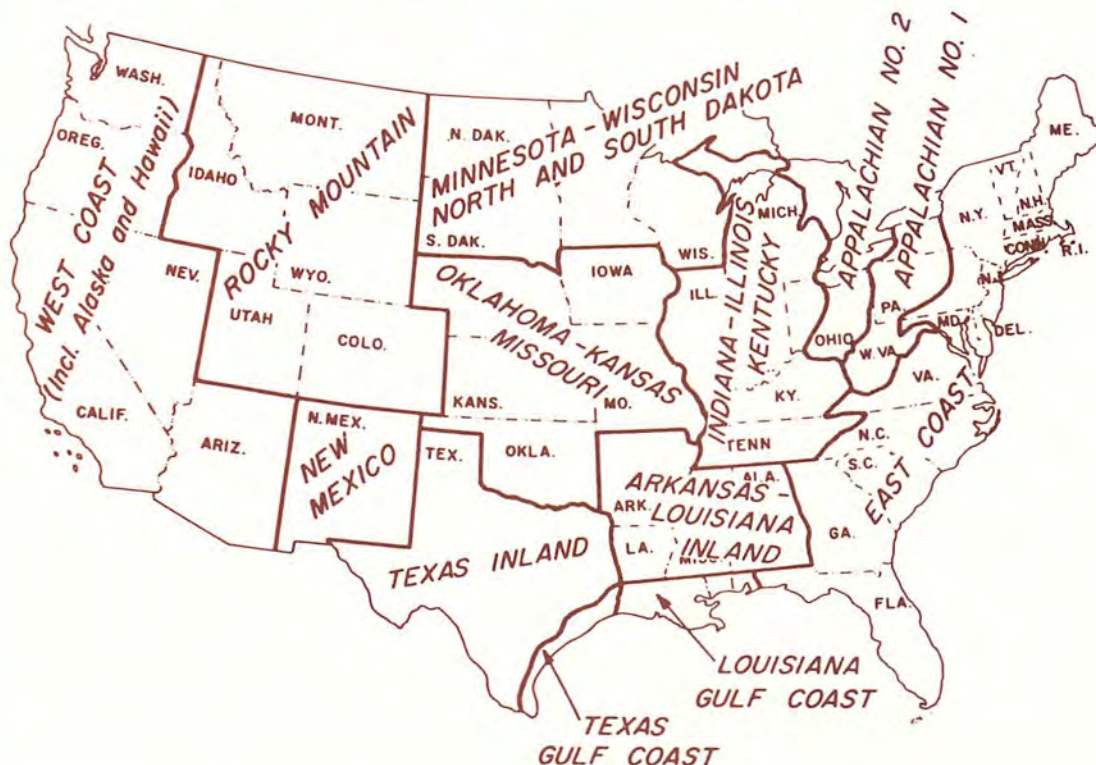 WASH.
OREG.
WEST COAST
(Incl. Alaska and Hawaii)
NEV.
CALIF.
ARIZ.
IDAHO
MONT.
ROCKY MOUNTAIN
WYO.
UTAH
COLO.
N. MEX.
NEW
MEXICO
N. DAK.
S. DAK.
MINNESOTA-WISCONSIN
NORTH AND SOUTH DAKOTA
WIS.
IOWA
OKLAHOMA-KANSAS
MISSOURI
KANS.
MO.
OKLA.
TEX.
TEXAS INLAND
TEXAS
GULF COAST
ARK.
LA.
MISS.
ALA.
ARKANSAS-
LOUISIANA
INLAND
LOUISIANA
GULF COAST
MICH.
ILL.
INDIANA-ILLINOIS
KENTUCKY
KY.
TENN
OHIO
APPALACHIAN NO. 2
APPALACHIAN NO. 1
PA.
W. VA.
N.Y.
VT.
N.H.
ME.
MASS.
CONN.
R.I.
N.J.
DEL.
MD.
VA.
N.C.
S.C.
GA.
FLA.
EAST COAST